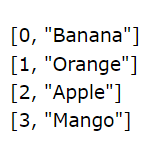 [0, "Banana"]
[1, "Orange"]
[2, "Apple"]
[3, "Mango"]